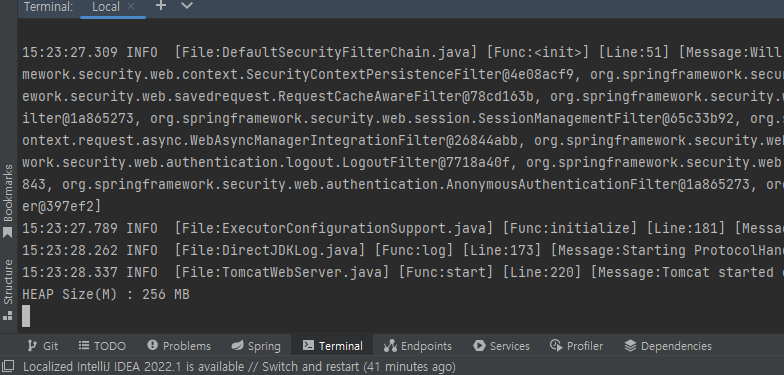 Terminal: Local × +
15:23:27.309 INFO  [File:DefaultSecurityFilterChain.java] [Func:<init>] [Line:51] [Message:Will
mework.security.web.context.SecurityContextPersistenceFilter@4e08acf9, org.springframework.securit
ework.security.web.savedrequest.RequestCacheAwareFilter@78cd163b, org.springframework.security.w
ilter@1a865273, org.springframework.security.web.session.SessionManagementFilter@65c33b92, org.s
ontext.request.async.WebAsyncManagerIntegrationFilter@26844abb, org.springframework.security.web
work.security.web.authentication.logout.LogoutFilter@7718a40f, org.springframework.security.web
843, org.springframework.security.web.authentication.AnonymousAuthenticationFilter@1a865273, or
er@397ef2]
15:23:27.789 INFO  [File:ExecutorConfigurationSupport.java] [Func:initialize] [Line:181] [Messa
15:23:28.262 INFO  [File:DirectJDKLog.java] [Func:log] [Line:173] [Message:Starting ProtocolHan
15:23:28.337 INFO  [File:TomcatWebServer.java] [Func:start] [Line:220] [Message:Tomcat started
HEAP Size(M) : 256 MB
Bookmarks
Structure
Git TODO Problems Spring Terminal Endpoints Services Profiler Dependencies
Localized IntelliJ IDEA 2022.1 is available // Switch and restart (41 minutes ago)